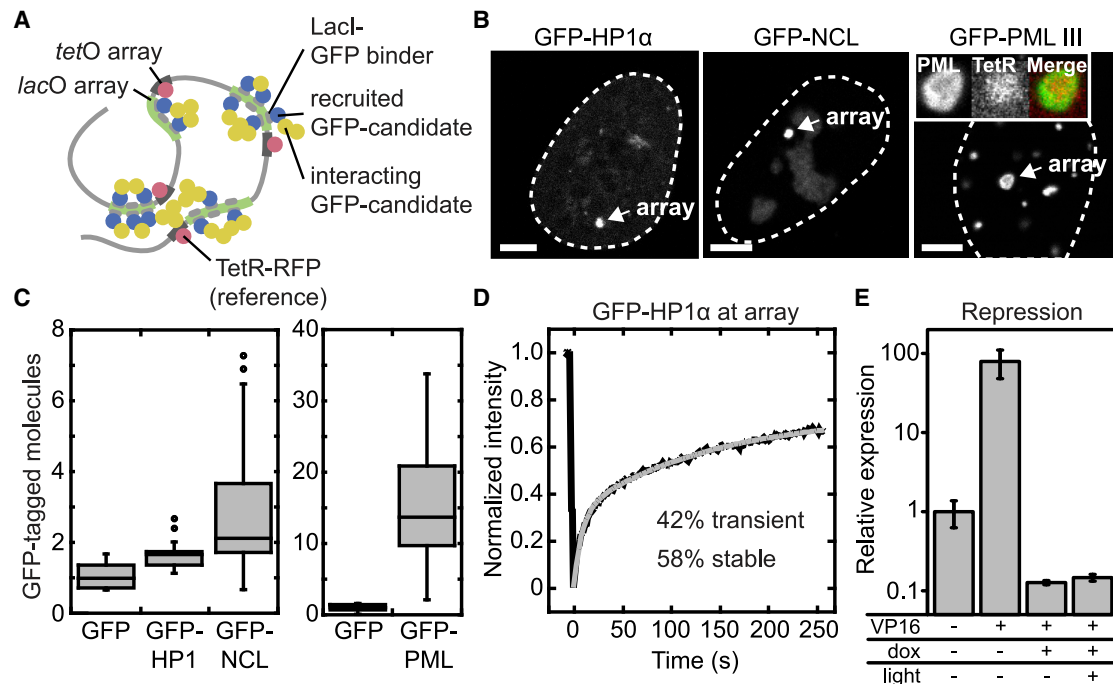 A
tetO array
lacO array
LacI-
GFP binder
recruited
GFP-candidate
interacting
GFP-candidate
TetR-RFP
(reference)
B
GFP-HP1α
GFP-NCL
GFP-PML III
array
array
PML
TetR
Merge
array
C
GFP-tagged molecules
8
6
4
2
0
GFP
GFP-
HP1
GFP-
NCL
40
30
20
10
0
GFP
GFP-
PML
D
GFP-HP1α at array
Normalized intensity
1.0
0.8
0.6
0.4
0.2
0
42% transient
58% stable
0 50 100 150 200 250
Time (s)
E
Repression
Relative expression
100
10
1
0.1
VP16 - + + +
dox - - + +
light - - - +